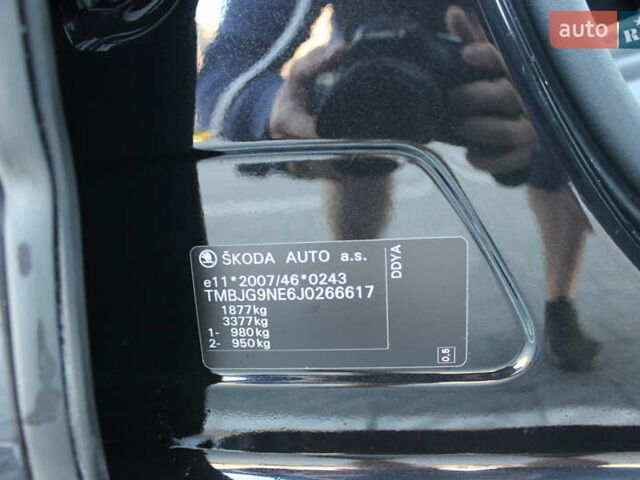 auto
ŠKODA AUTO a.s.
e11*2007/46*0243
TMBJG9NE6J0266617
1877kg
3377kg
1- 980kg
2- 950kg
DDYA
0.5